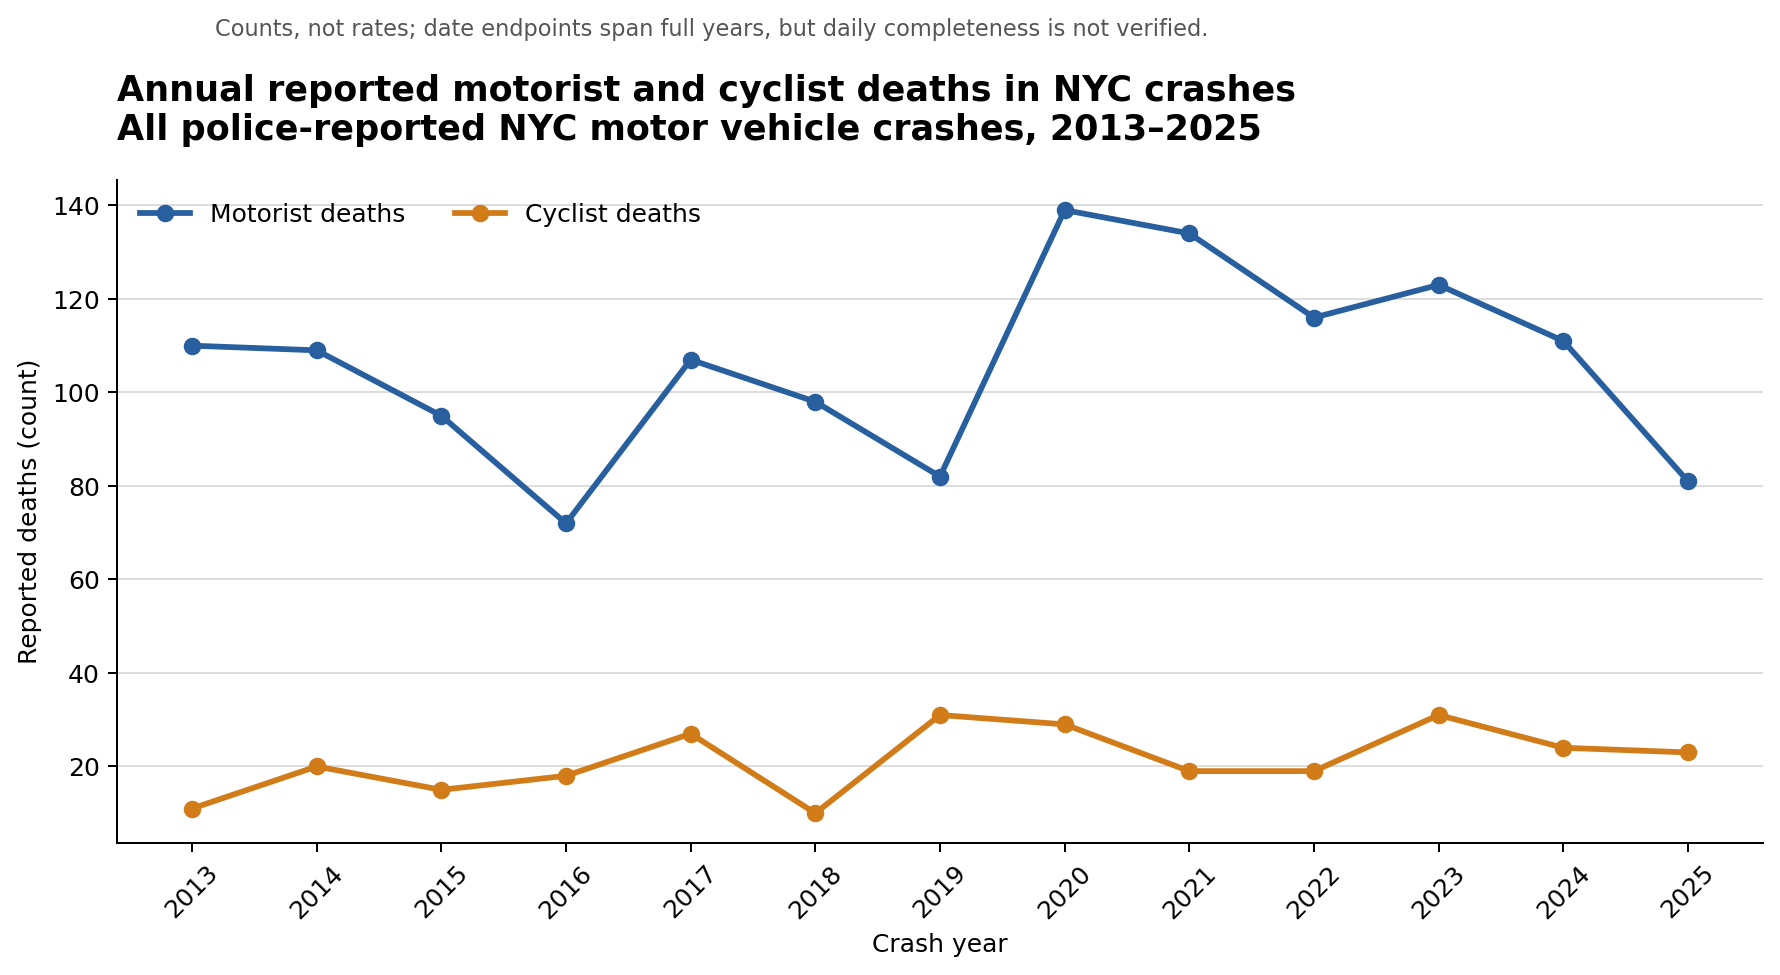 Counts, not rates; date endpoints span full years, but daily completeness is not verified.
Annual reported motorist and cyclist deaths in NYC crashes
All police-reported NYC motor vehicle crashes, 2013–2025
Motorist deaths
Cyclist deaths
Reported deaths (count)
140
120
100
80
60
40
20
2013
2014
2015
2016
2017
2018
2019
2020
2021
2022
2023
2024
2025
Crash year